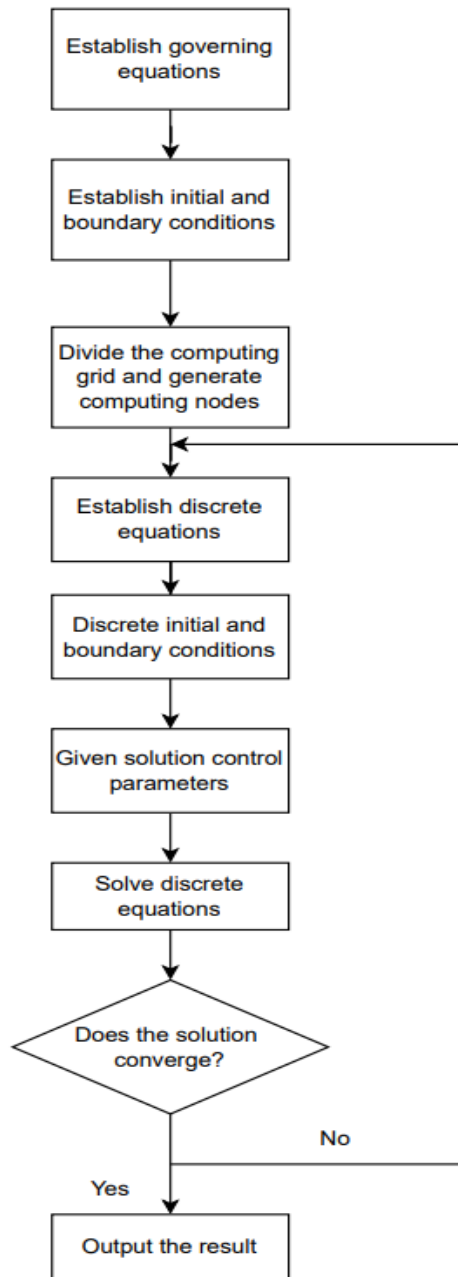 Establish governing
equations
Establish initial and
boundary conditions
Divide the computing
grid and generate
computing nodes
Establish discrete
equations
Discrete initial and
boundary conditions
Given solution control
parameters
Solve discrete
equations
Does the solution
converge?
No
Yes
Output the result